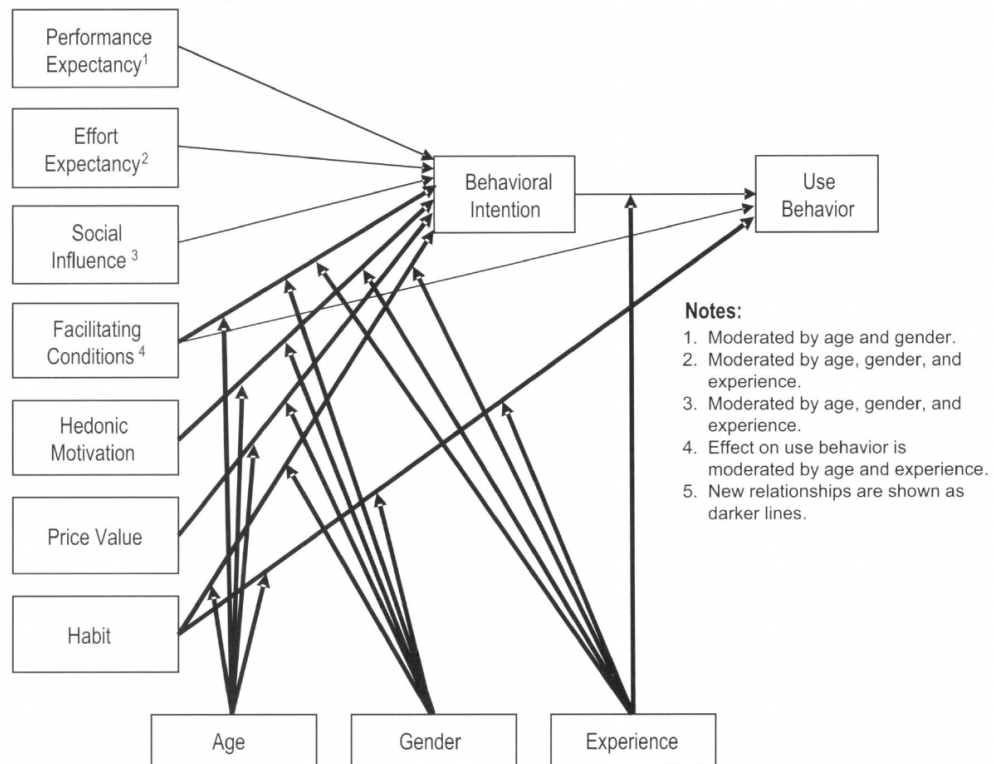 Performance
Expectancy1
Effort
Expectancy2
Social
Influence 3
Facilitating
Conditions 4
Hedonic
Motivation
Price Value
Habit
Behavioral
Intention
Use
Behavior
Notes:
1. Moderated by age and gender.
2. Moderated by age, gender, and
experience.
3. Moderated by age, gender, and
experience.
4. Effect on use behavior is
moderated by age and experience.
5. New relationships are shown as
darker lines.
Age
Gender
Experience